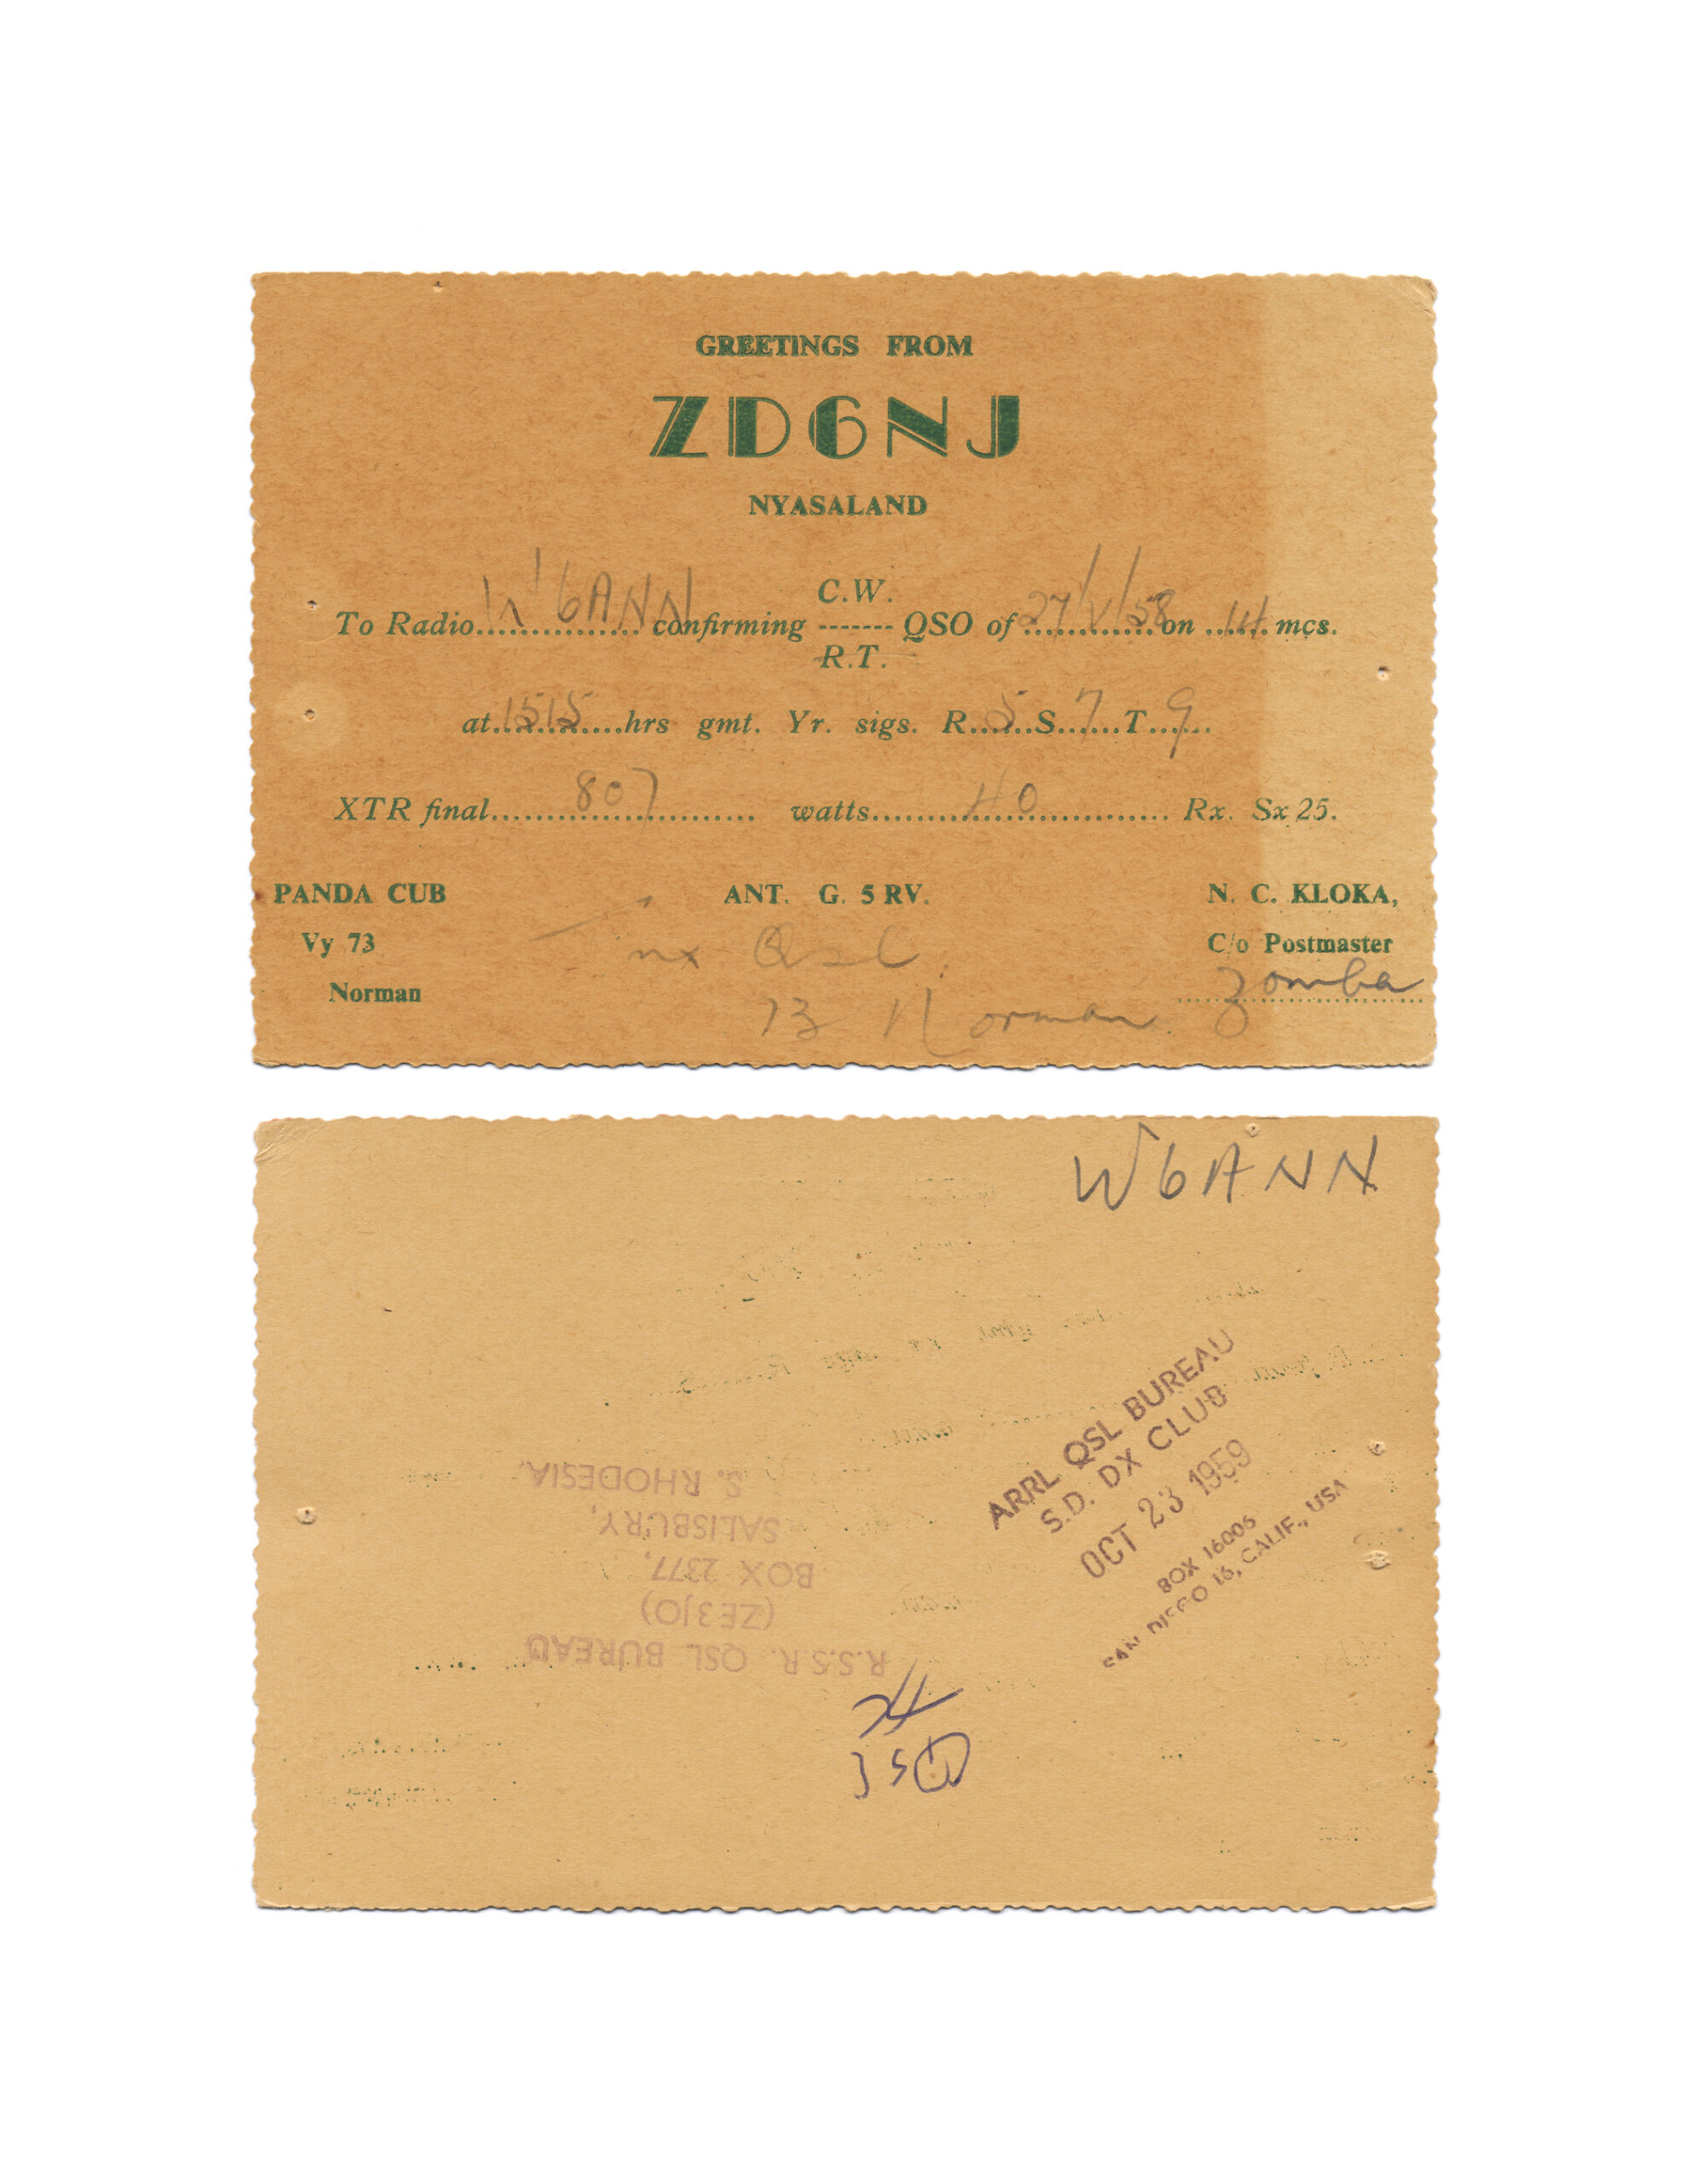 GREETINGS FROM
ZD6NJ
NYASALAND
C.W.
To Radio W6ANN confirming ------- QSO of 27/V/58 on 14 mcs.
R.T.
at 1515 hrs gmt. Yr. sigs. R 5 S 7 T 9
XTR final 807 watts 40 Rx. Sx 25.
PANDA CUB ANT. G. 5 RV. N. C. KLOKA,
Vy 73 C/o Postmaster
Tnx QSL
Norman Zomba
73 Norman
W6ANN
ARRL QSL BUREAU
S.D. DX CLUB
OCT 23 1959
BOX 16006
SAN DIEGO 16, CALIF., USA
R.S.S.R. QSL BUREAU
(ZE3JO)
BOX 2377,
SALISBURY,
S. RHODESIA.